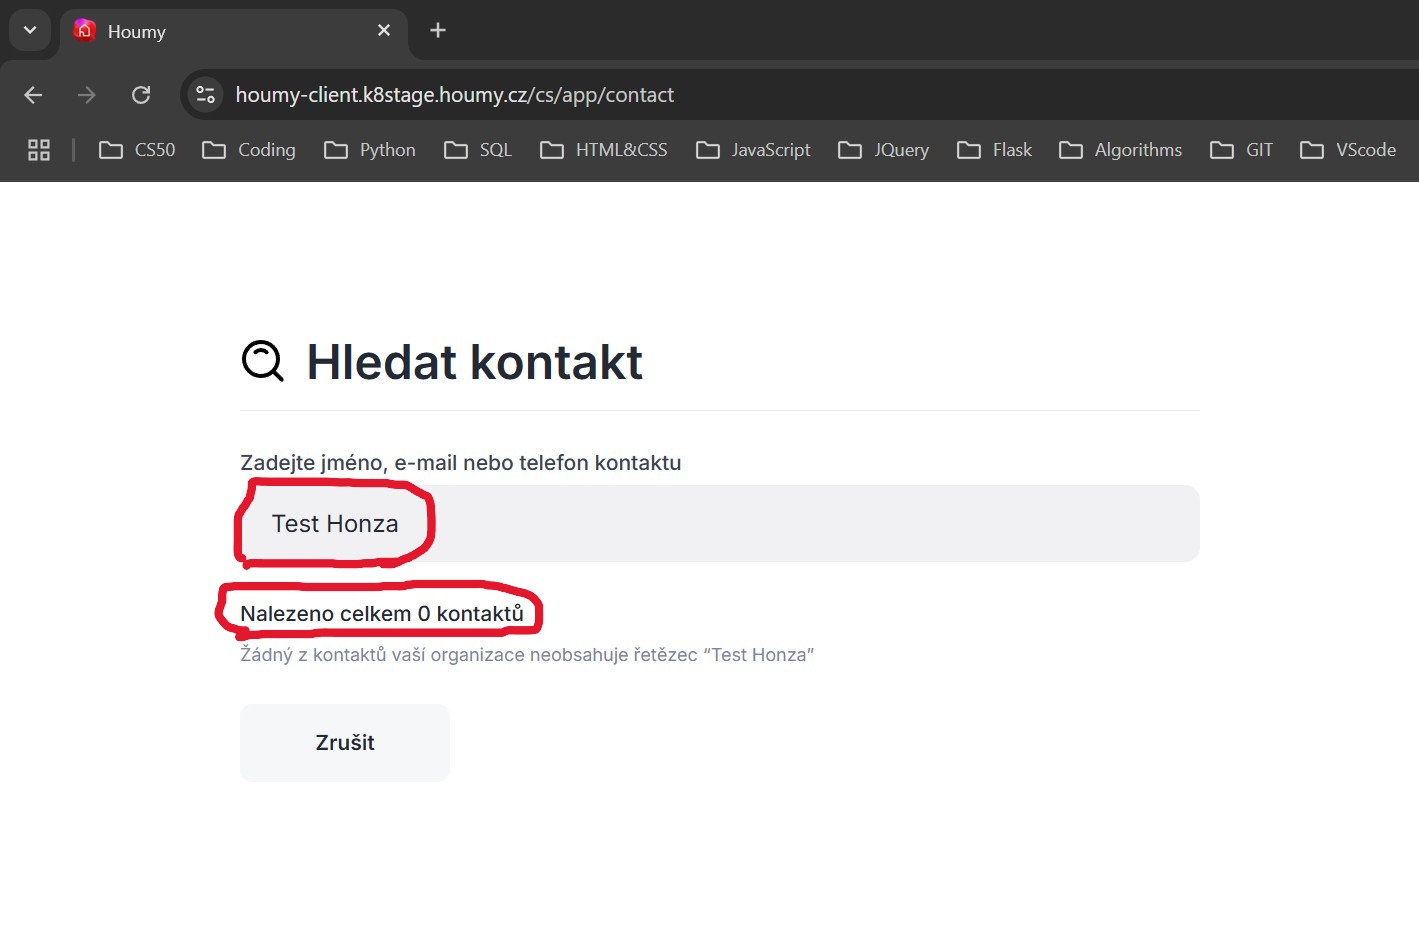 Houmy
houmy-client.k8stage.houmy.cz/cs/app/contact
CS50 Coding Python SQL HTML&CSS JavaScript JQuery Flask Algorithms GIT VScode
Hledat kontakt
Zadejte jméno, e-mail nebo telefon kontaktu
Test Honza
Nalezeno celkem 0 kontaktů
Žádný z kontaktů vaší organizace neobsahuje řetězec “Test Honza”
Zrušit